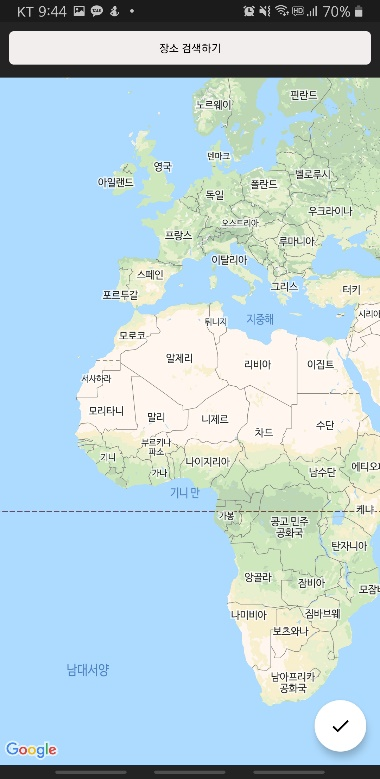 KT 9:44
70%
장소 검색하기
노르웨이
핀란드
영국
덴마크
아일랜드
벨로루시
독일
폴란드
우크라이나
오스트리아
프랑스
루마니아
이탈리아
스페인
그리스
터키
포르투갈
시리아
튀니지
지중해
모로코
알제리
리비아
이집트
서사하라
모리타니
말리
니제르
차드
수단
부르키나
파소
기니
가나
나이지리아
남수단
에티오피
기니 만
가봉
콩고 민주
공화국
케냐
탄자니아
앙골라
잠비아
모잠비
나미비아
짐바브웨
보츠와나
남대서양
남아프리카
공화국
Google